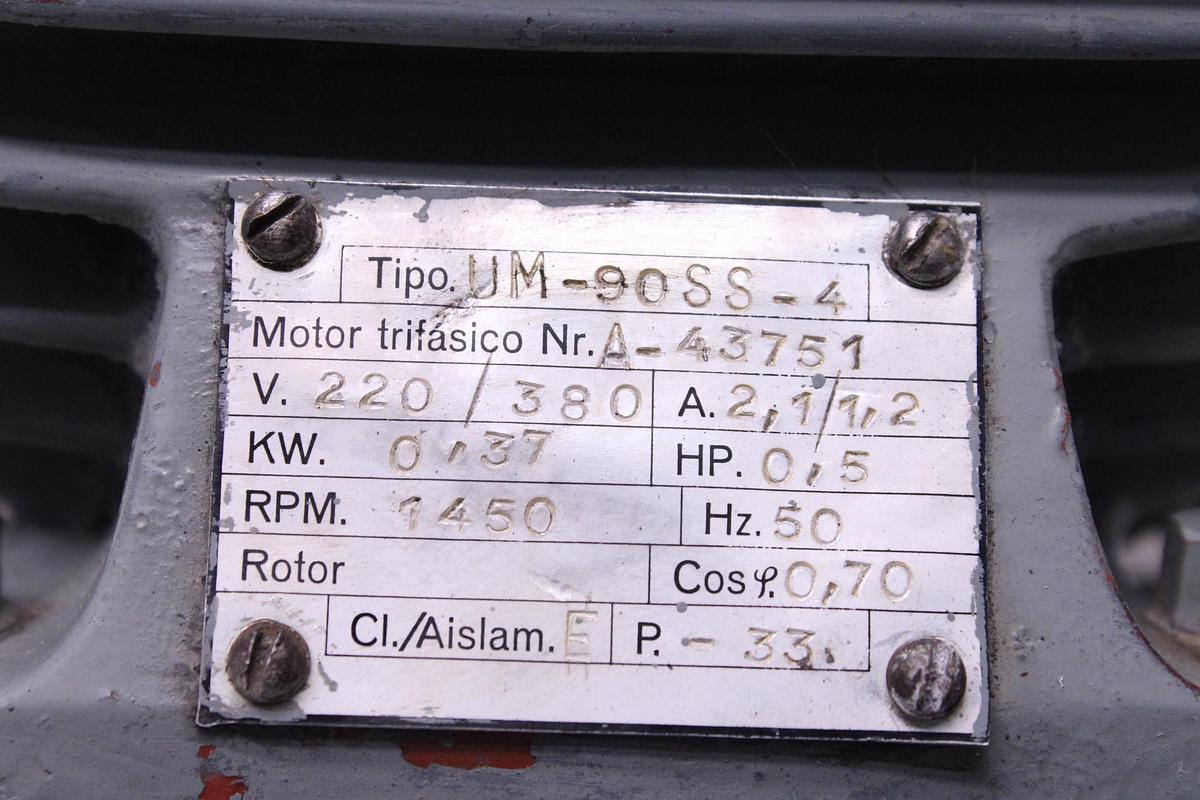 Tipo. UM-90SS-4
Motor trifásico Nr. A-43751
V. 220/380 A. 2,1/1,2
KW. 0,37 HP. 0,5
RPM. 1450 Hz. 50
Rotor Cosφ. 0,70
Cl./Aislam. E P. - 33.